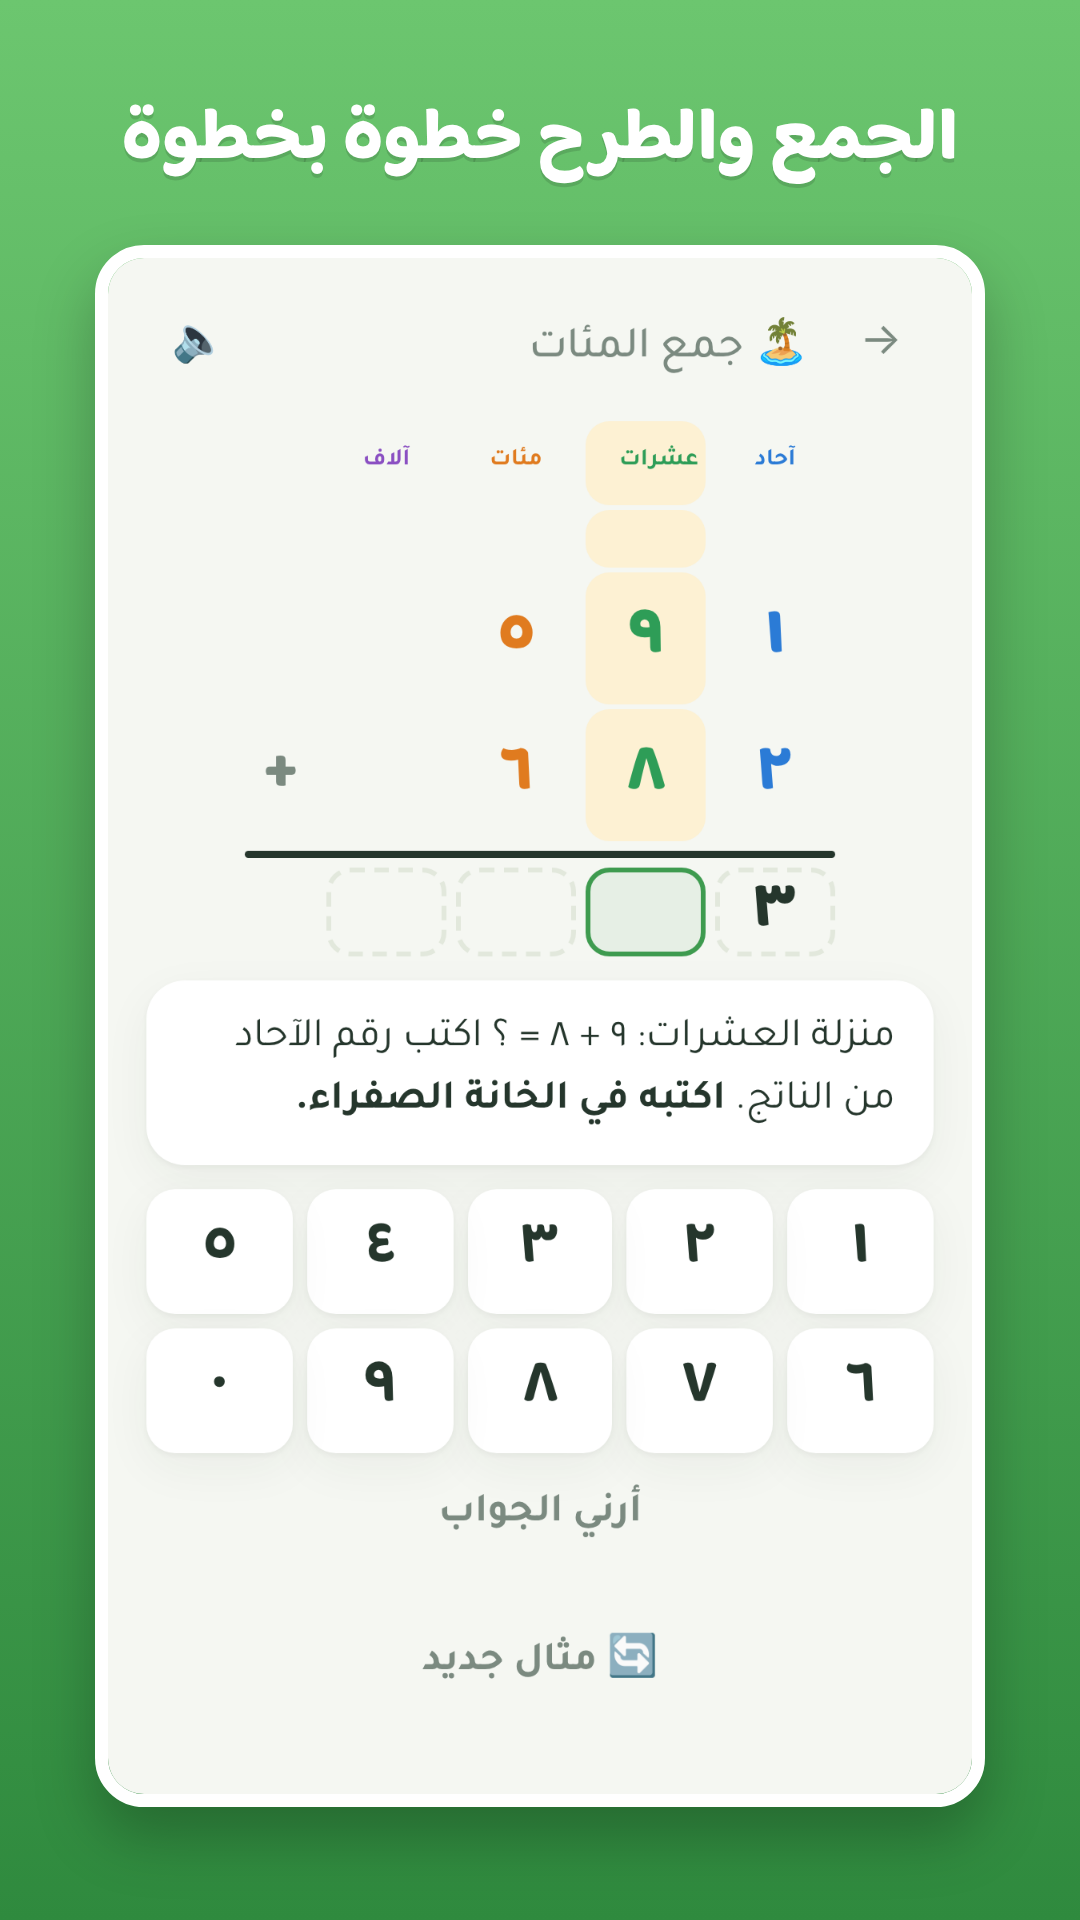 الجمع والطرح خطوة بخطوة
→ 🏝️ جمع المئات 🔈
آحاد عشرات مئات آلاف
١ ٩ ٥
٢ ٨ ٦ +
٣
منزلة العشرات: ٩ + ٨ = ؟ اكتب رقم الآحاد
من الناتج. اكتبه في الخانة الصفراء.
١ ٢ ٣ ٤ ٥
٦ ٧ ٨ ٩ ٠
أرني الجواب
🔄 مثال جديد